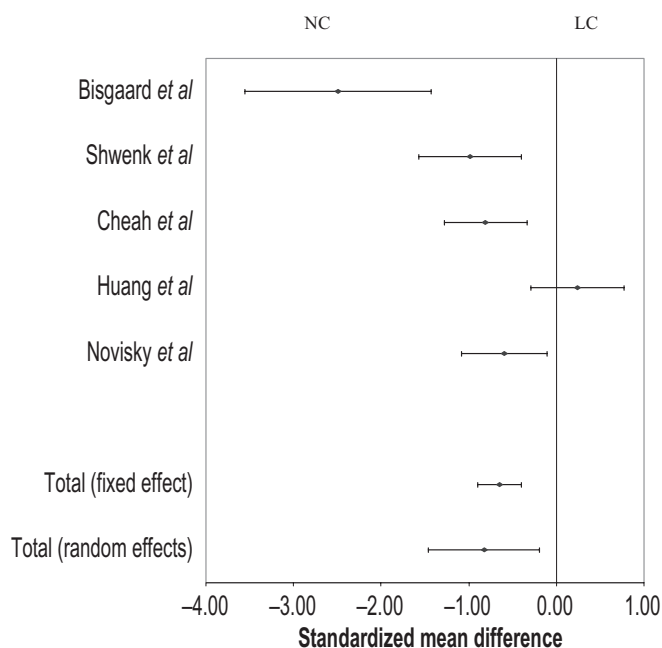 NC LC
Bisgaard et al
Shwenk et al
Cheah et al
Huang et al
Novisky et al
Total (fixed effect)
Total (random effects)
–4.00 –3.00 –2.00 –1.00 0.00 1.00
Standardized mean difference